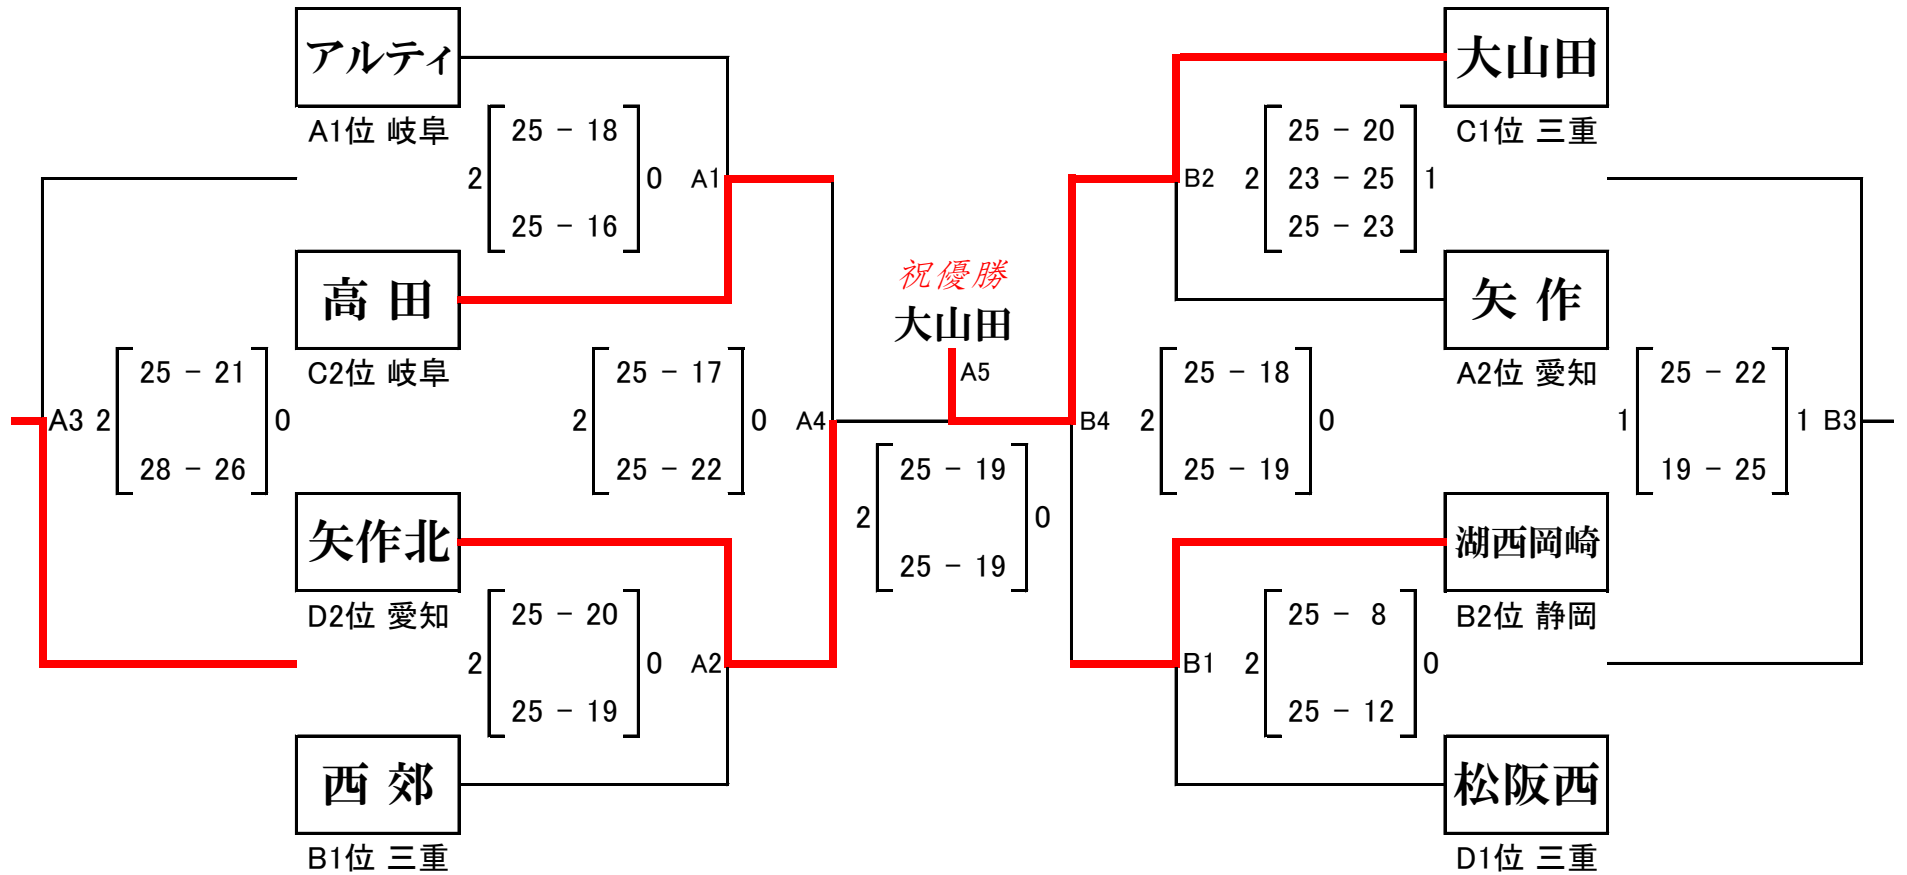 アルティ
A1位 岐阜
25 - 18
2 0 A1
25 - 16
高田
C2位 岐阜
25 - 21
A3 2 0
28 - 26
25 - 17
2 0 A4
25 - 22
矢作北
D2位 愛知
25 - 20
2 0 A2
25 - 19
西郊
B1位 三重
祝優勝
大山田
A5
25 - 19
2 0
25 - 19
大山田
C1位 三重
25 - 20
B2 2 23 - 25 1
25 - 23
矢作
A2位 愛知
25 - 18
B4 2 0
25 - 19
25 - 22
1 1 B3
19 - 25
湖西岡崎
B2位 静岡
25 - 8
B1 2 0
25 - 12
松阪西
D1位 三重